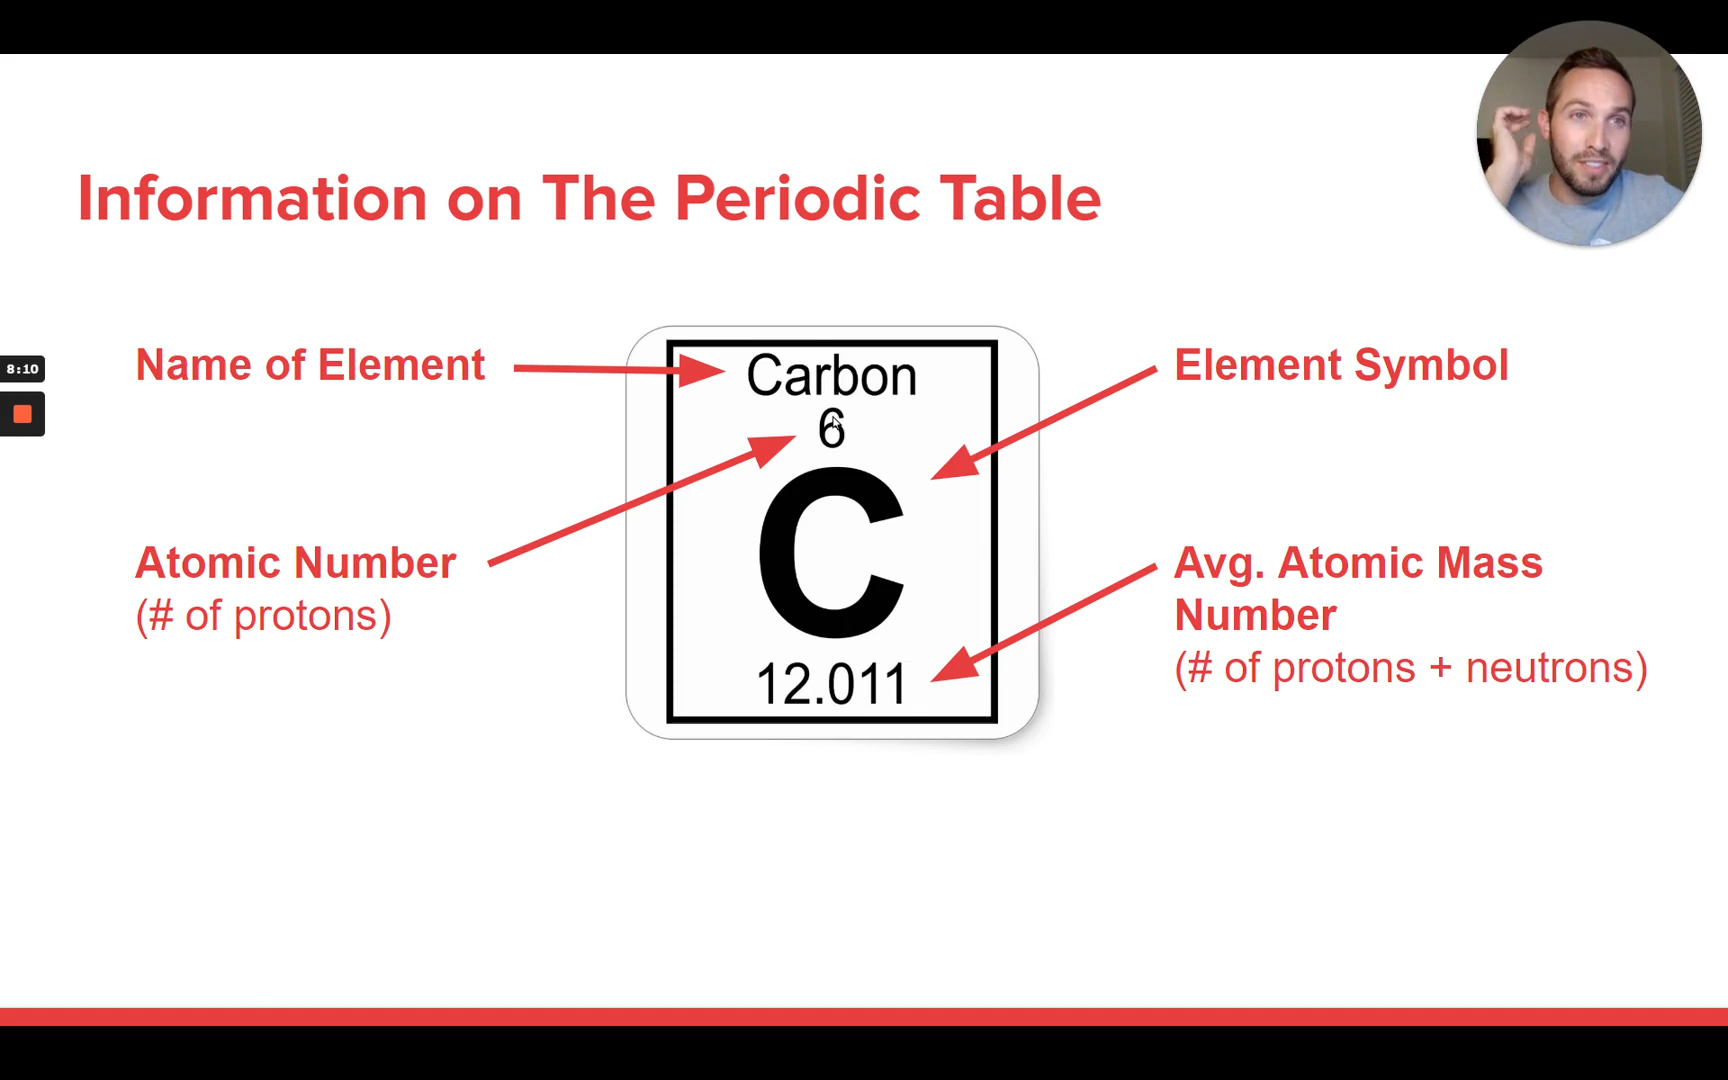 Information on The Periodic Table
8:10
Name of Element
Carbon
Element Symbol
6
C
Atomic Number
(# of protons)
Avg. Atomic Mass
Number
(# of protons + neutrons)
12.011